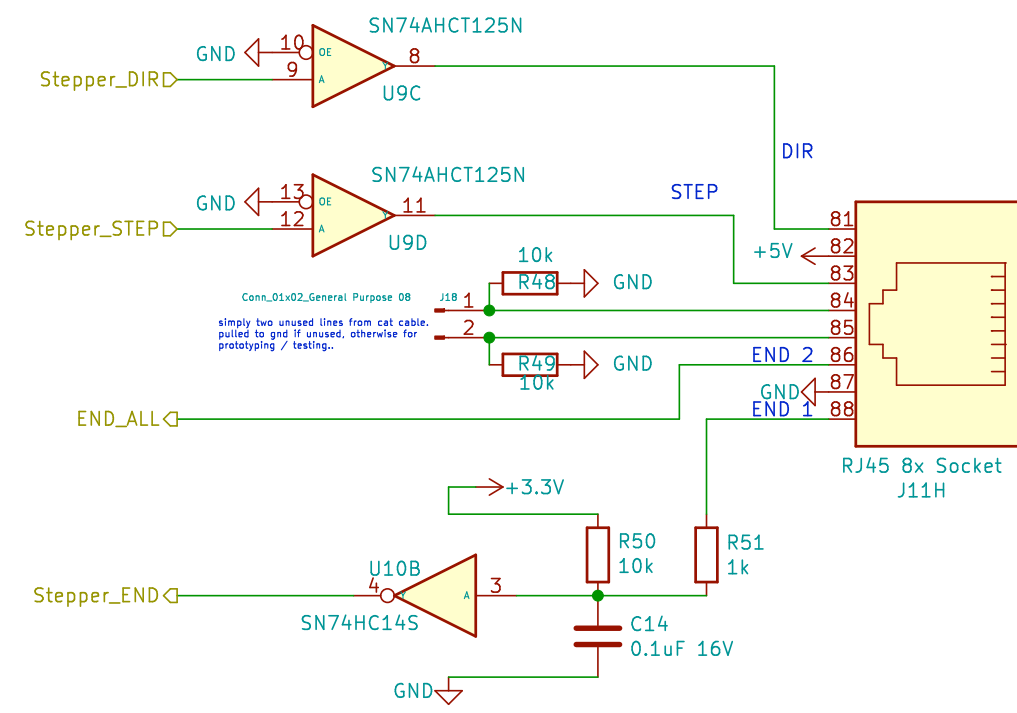 SN74AHCT125N
GND
10
OE
9
A
Y
8
Stepper_DIR
U9C
DIR
SN74AHCT125N
STEP
GND
13
OE
12
A
Y
11
Stepper_STEP
U9D
81
+5V
82
10k
R48
GND
83
Conn_01x02_General Purpose 08
J18
1
84
simply two unused lines from cat cable.
pulled to gnd if unused, otherwise for
prototyping / testing..
2
85
END 2
R49
GND
86
10k
GND
87
END_ALL
END 1
88
RJ45 8x Socket
J11H
+3.3V
R50
10k
R51
1k
U10B
Stepper_END
4
Y
A
3
SN74HC14S
C14
0.1uF 16V
GND